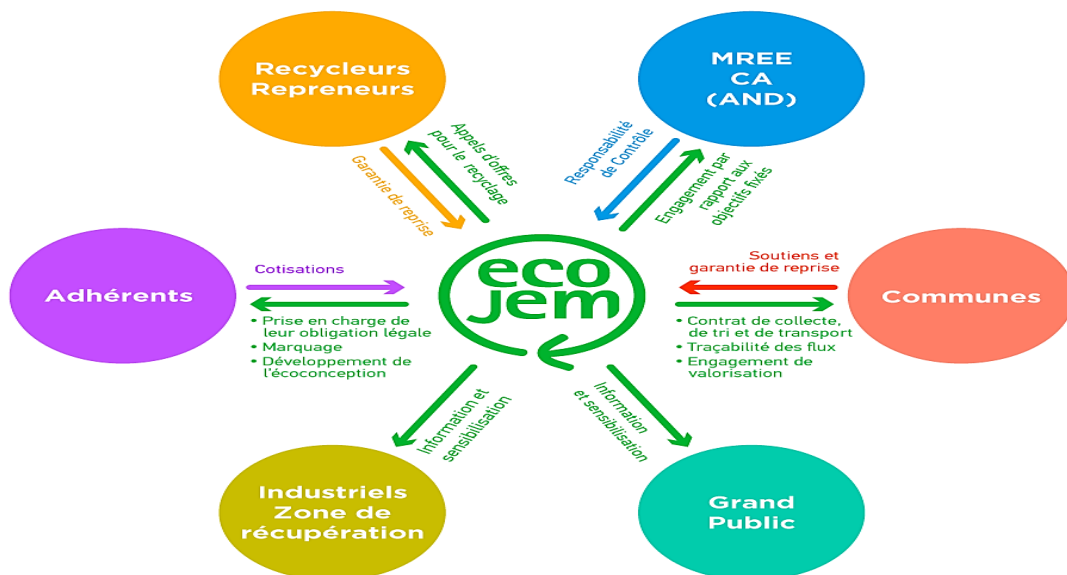 Recycleurs
Repreneurs
MREE
CA
(AND)
Appels d'offres
pour le recyclage
Garantie de reprise
Responsabilité
de Contrôle
Engagement par
rapport aux
objectifs fixés
Adhérents
Cotisations
• Prise en charge de
leur obligation légale
• Marquage
• Développement de
l'écoconception
eco
jem
Soutiens et
garantie de reprise
• Contrat de collecte,
de tri et de transport
• Traçabilité des flux
• Engagement de
valorisation
Communes
Information et
sensibilisation
Information
et sensibilisation
Industriels
Zone de
récupération
Grand
Public